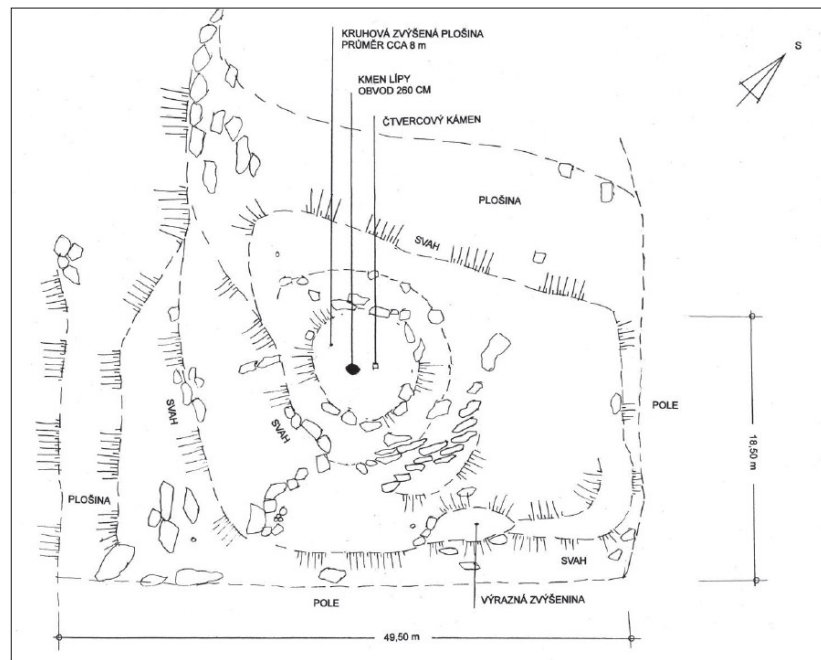 KRUHOVÁ ZVÝŠENÁ PLOŠINA
PRŮMĚR CCA 8 m
S
KMEN LÍPY
OBVOD 260 CM
ČTVERCOVÝ KÁMEN
PLOŠINA
SVAH
POLE
18,50 m
SVAH
SVAH
PLOŠINA
SVAH
POLE
VÝRAZNÁ ZVÝŠENINA
49,50 m